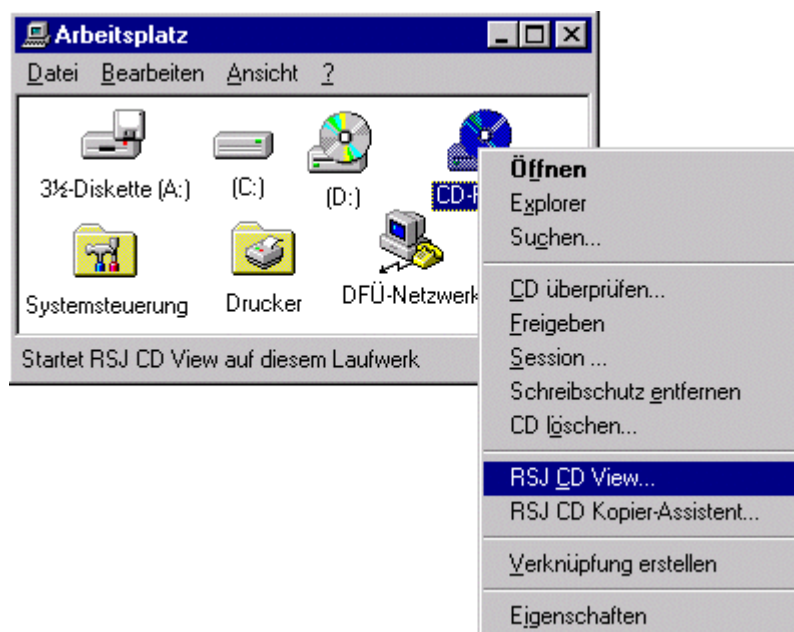 Arbeitsplatz
Datei Bearbeiten Ansicht ?
3½-Diskette (A:) (C:) (D:)
Systemsteuerung Drucker DFÜ-Netzwerk
Startet RSJ CD View auf diesem Laufwerk
Öffnen
Explorer
Suchen...
CD überprüfen...
Freigeben
Session ...
Schreibschutz entfernen
CD löschen...
RSJ CD View...
RSJ CD Kopier-Assistent...
Verknüpfung erstellen
Eigenschaften